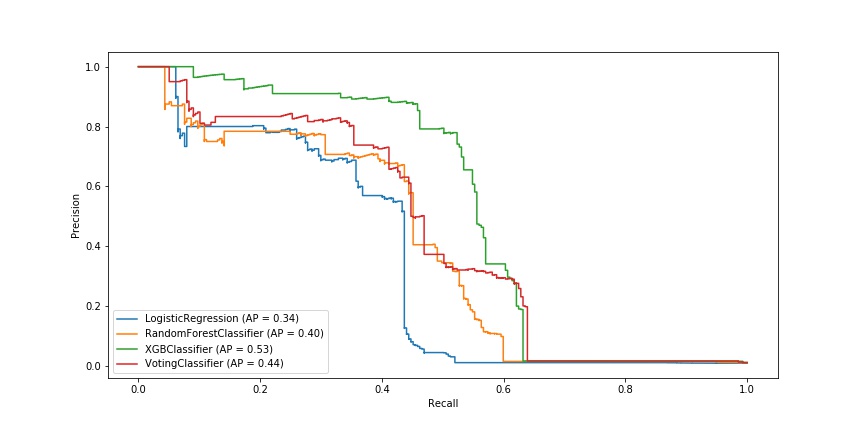 1.0
0.8
0.6
0.4
0.2
0.0
Precision
LogisticRegression (AP = 0.34)
RandomForestClassifier (AP = 0.40)
XGBClassifier (AP = 0.53)
VotingClassifier (AP = 0.44)
0.0 0.2 0.4 0.6 0.8 1.0
Recall